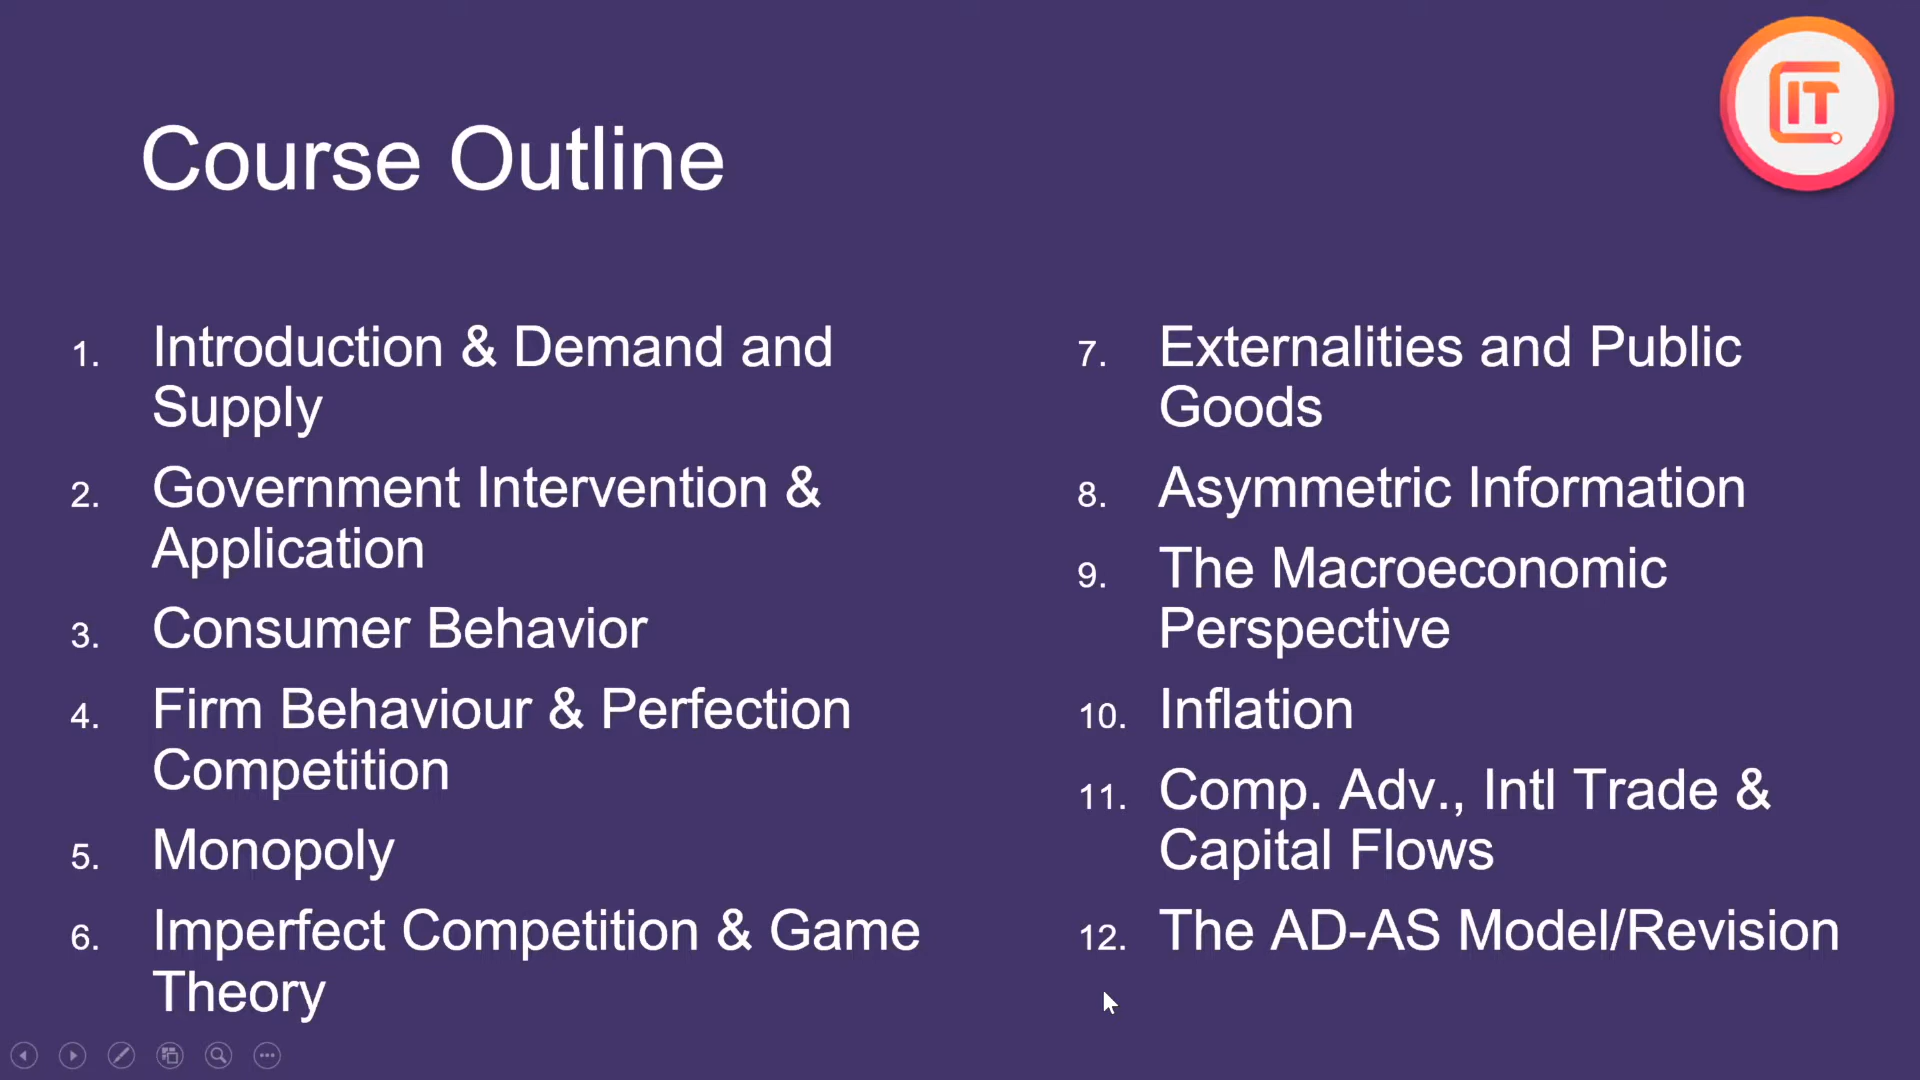 IT
Course Outline
1. Introduction & Demand and
Supply
2. Government Intervention &
Application
3. Consumer Behavior
4. Firm Behaviour & Perfection
Competition
5. Monopoly
6. Imperfect Competition & Game
Theory
7. Externalities and Public
Goods
8. Asymmetric Information
9. The Macroeconomic
Perspective
10. Inflation
11. Comp. Adv., Intl Trade &
Capital Flows
12. The AD-AS Model/Revision